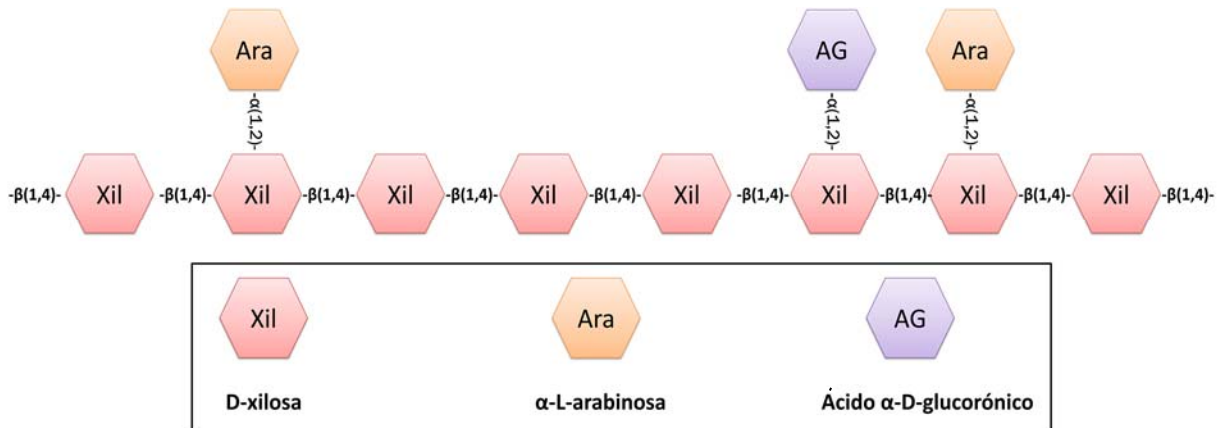 Ara AG Ara
-α(1,2)- -α(1,2)- -α(1,2)-
-β(1,4)- Xil -β(1,4)- Xil -β(1,4)- Xil -β(1,4)- Xil -β(1,4)- Xil -β(1,4)- Xil -β(1,4)- Xil -β(1,4)- Xil -β(1,4)-
Xil Ara AG
D-xilosa α-L-arabinosa Ácido α-D-glucorónico